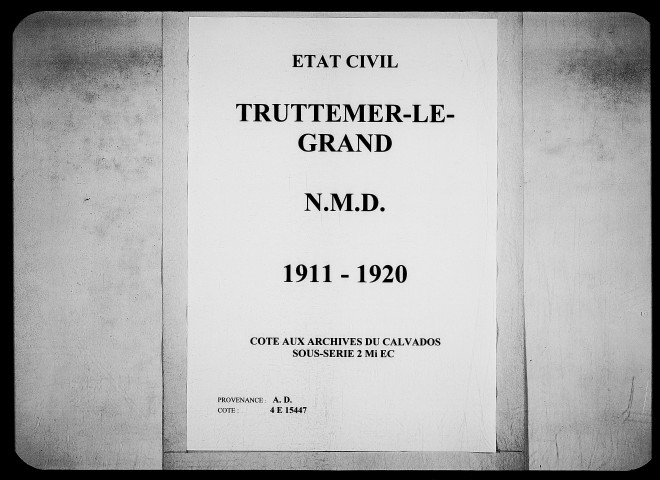 ETAT CIVIL
TRUTTEMER-LE-
GRAND
N.M.D.
1911 - 1920
COTE AUX ARCHIVES DU CALVADOS
SOUS-SERIE 2 Mi EC
PROVENANCE : A. D.
COTE : 4 E 15447